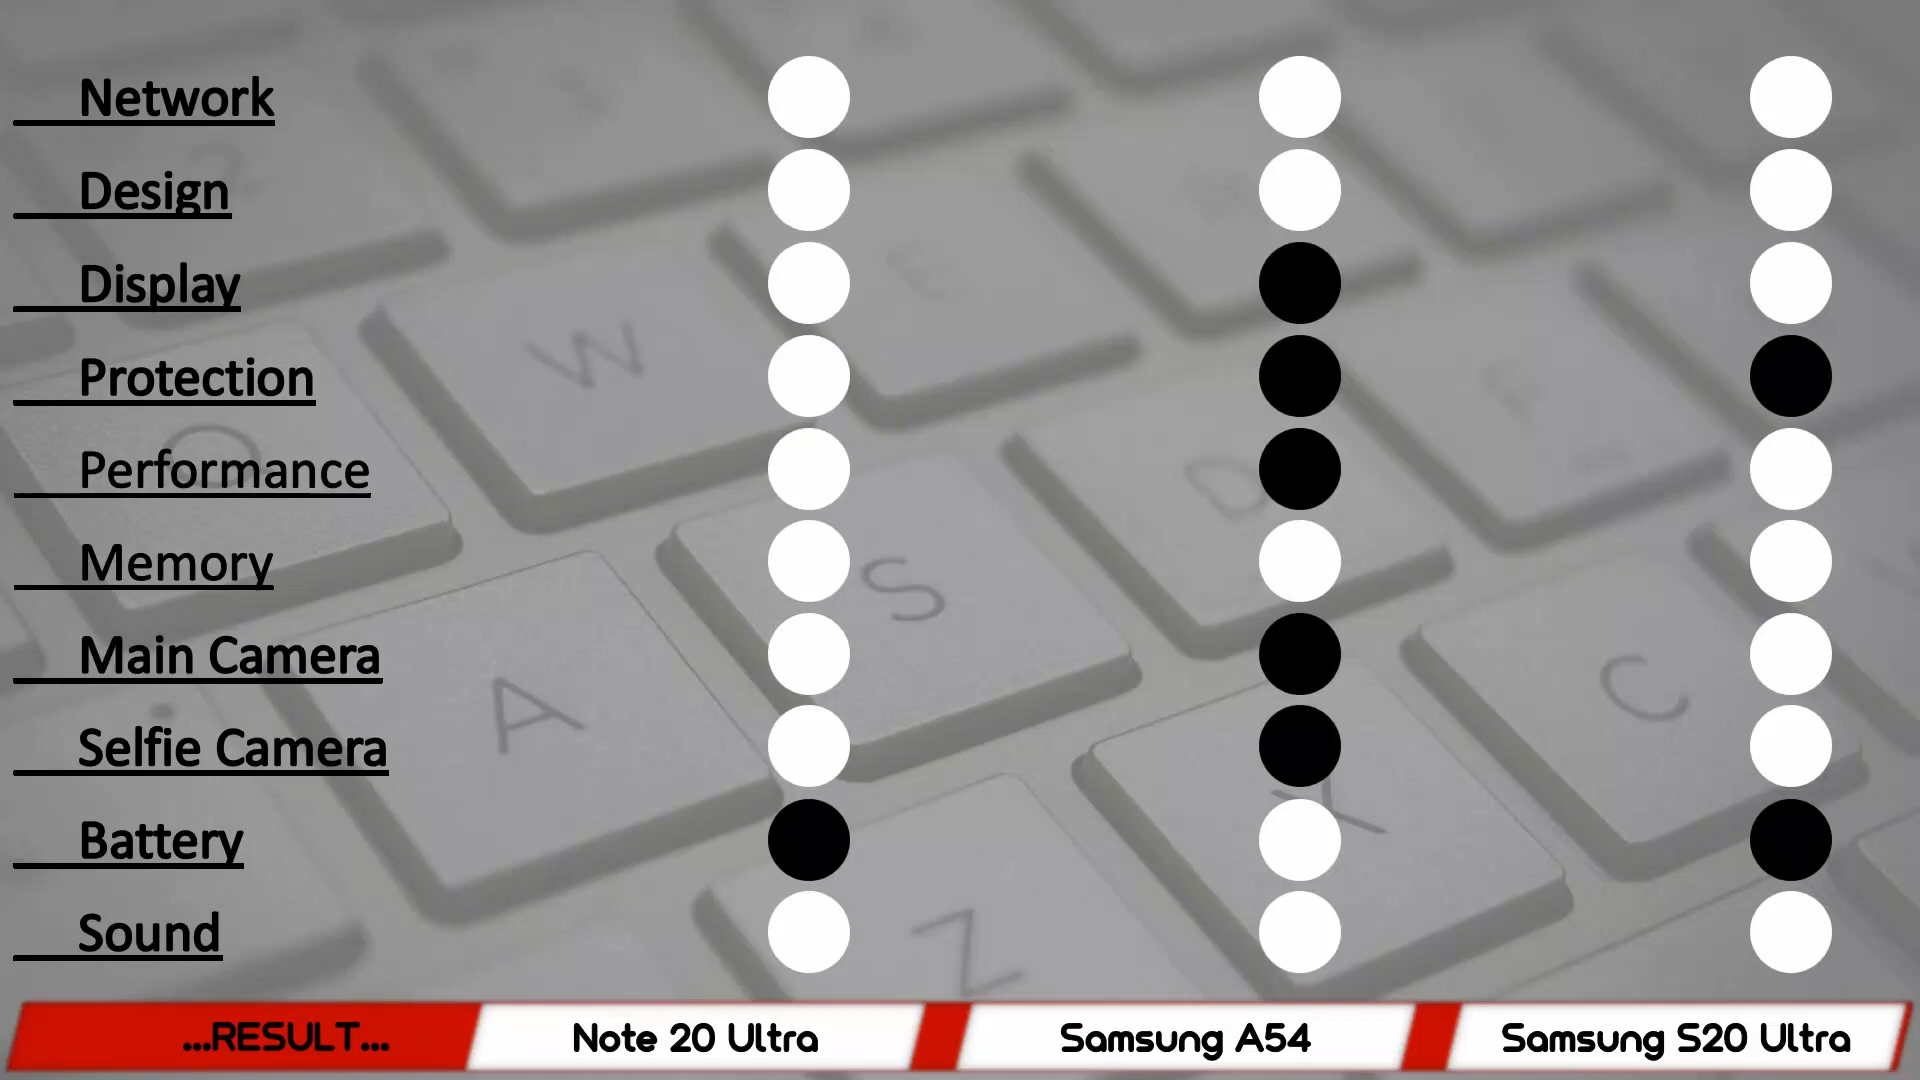 Network
Design
Display
Protection
Performance
Memory
Main Camera
Selfie Camera
Battery
Sound
...RESULT... Note 20 Ultra Samsung A54 Samsung S20 Ultra
W
A
S
D
Z
X
C